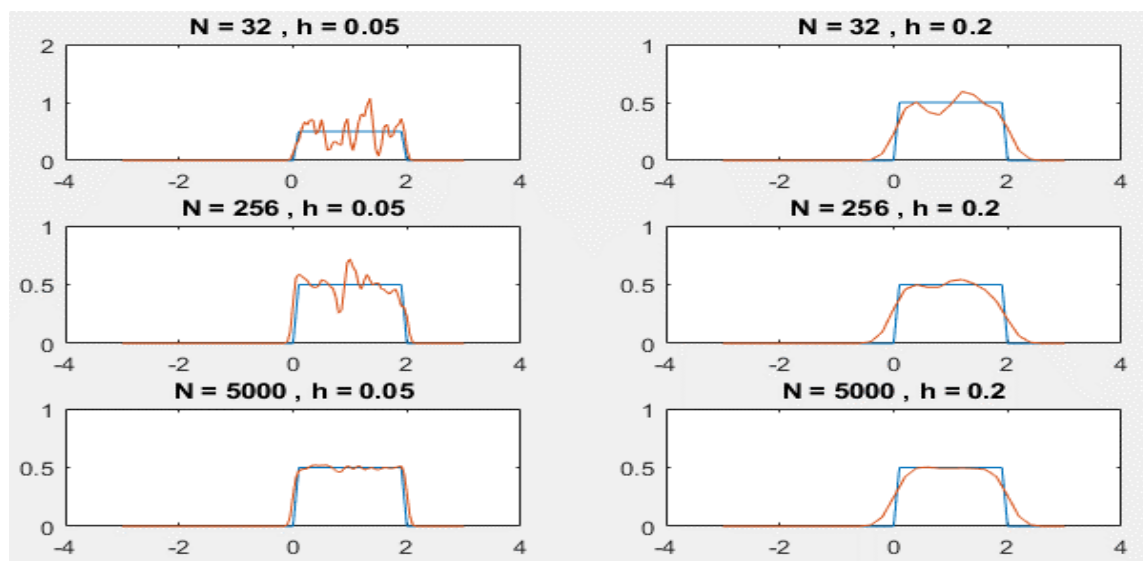 N = 32 , h = 0.05
2
1
0
-4 -2 0 2 4
N = 32 , h = 0.2
1
0.5
0
-4 -2 0 2 4
N = 256 , h = 0.05
1
0.5
0
-4 -2 0 2 4
N = 256 , h = 0.2
1
0.5
0
-4 -2 0 2 4
N = 5000 , h = 0.05
1
0.5
0
-4 -2 0 2 4
N = 5000 , h = 0.2
1
0.5
0
-4 -2 0 2 4